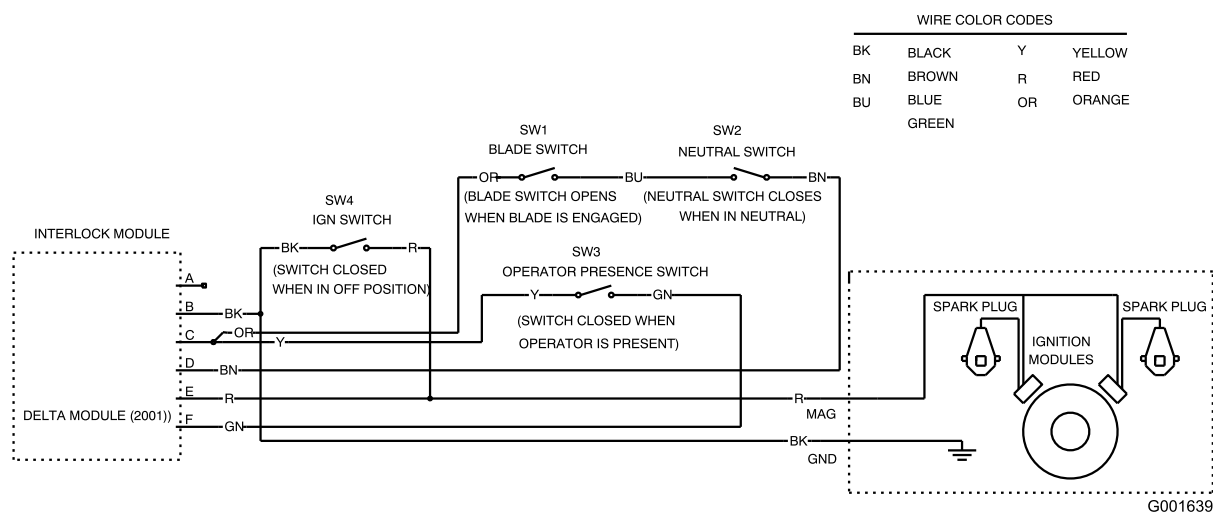 WIRE COLOR CODES
BK BLACK Y YELLOW
BN BROWN R RED
BU BLUE OR ORANGE
GREEN
SW1
BLADE SWITCH
SW2
NEUTRAL SWITCH
OR
BU
BN
(BLADE SWITCH OPENS
WHEN BLADE IS ENGAGED)
(NEUTRAL SWITCH CLOSES
WHEN IN NEUTRAL)
SW4
IGN SWITCH
BK
R
(SWITCH CLOSED
WHEN IN OFF POSITION)
SW3
OPERATOR PRESENCE SWITCH
Y
GN
(SWITCH CLOSED WHEN
OPERATOR IS PRESENT)
INTERLOCK MODULE
A
B BK
OR
C Y
D BN
E R
R
MAG
DELTA MODULE (2001))
F GN
BK
GND
SPARK PLUG
SPARK PLUG
IGNITION
MODULES
G001639